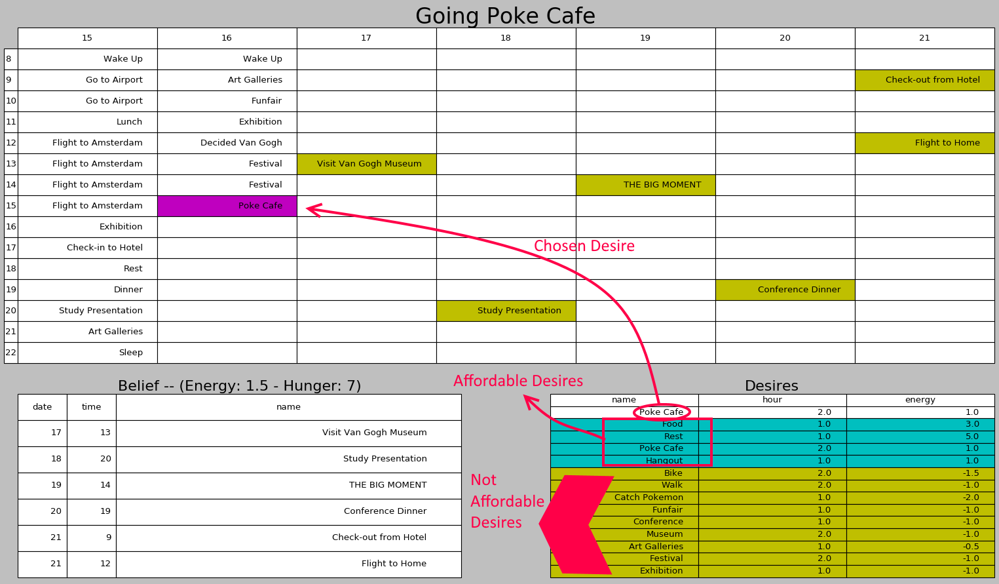 Going Poke Cafe
15 16 17 18 19 20 21
8 Wake Up Wake Up
9 Go to Airport Art Galleries Check-out from Hotel
10 Go to Airport Funfair
11 Lunch Exhibition
12 Flight to Amsterdam Decided Van Gogh Flight to Home
13 Flight to Amsterdam Festival Visit Van Gogh Museum
14 Flight to Amsterdam Festival THE BIG MOMENT
15 Flight to Amsterdam Poke Cafe
16 Exhibition
17 Check-in to Hotel
Chosen Desire
18 Rest
19 Dinner Conference Dinner
20 Study Presentation Study Presentation
21 Art Galleries
22 Sleep
Belief -- (Energy: 1.5 - Hunger: 7)
date time name
17 13 Visit Van Gogh Museum
18 20 Study Presentation
19 14 THE BIG MOMENT
20 19 Conference Dinner
21 9 Check-out from Hotel
21 12 Flight to Home
Affordable Desires
Not
Affordable
Desires
Desires
name hour energy
Poke Cafe 2.0 1.0
Food 1.0 3.0
Rest 1.0 5.0
Poke Cafe 2.0 1.0
Hangout 1.0 1.0
Bike 2.0 -1.5
Walk 2.0 -1.0
Catch Pokemon 1.0 -2.0
Funfair 1.0 -1.0
Conference 1.0 -1.0
Museum 2.0 -1.0
Art Galleries 1.0 -0.5
Festival 2.0 -1.0
Exhibition 1.0 -1.0